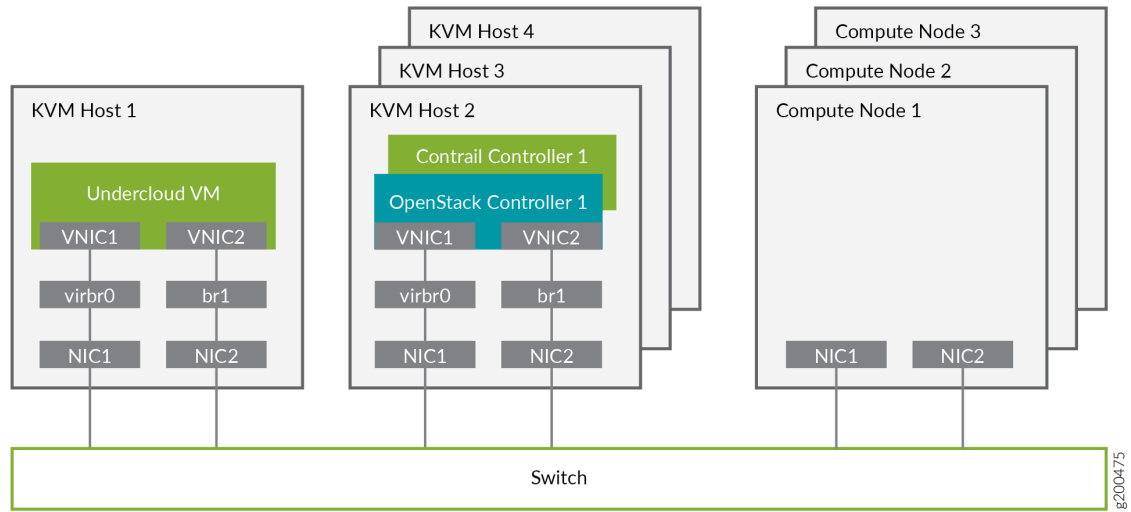 KVM Host 4
KVM Host 3
KVM Host 2
KVM Host 1
Compute Node 3
Compute Node 2
Compute Node 1
Undercloud VM
VNIC1
VNIC2
virbr0
br1
NIC1
NIC2
Contrail Controller 1
OpenStack Controller 1
VNIC1
VNIC2
virbr0
br1
NIC1
NIC2
NIC1
NIC2
Switch
g200475